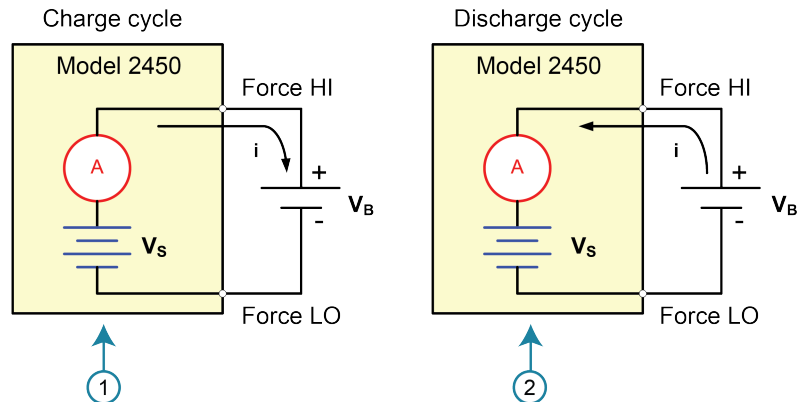 Charge cycle
Model 2450
Force HI
A
i
+
-
VB
VS
Force LO
1
Discharge cycle
Model 2450
Force HI
A
i
+
-
VB
VS
Force LO
2